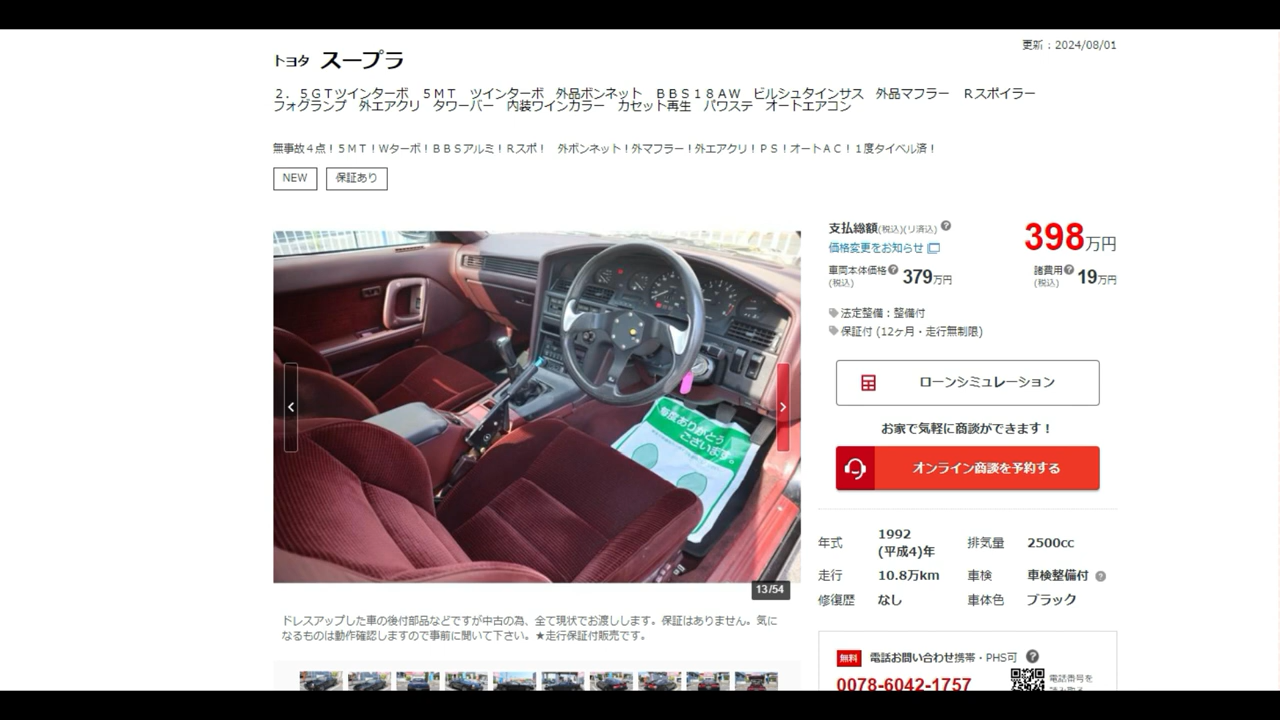 更新：2024/08/01
トヨタ スープラ
２．５GTツインターボ ５MT ツインターボ 外品ボンネット ＢＢＳ１８ＡＷ ビルシュタインサス 外品マフラー Ｒスポイラー
フォグランプ 外エアクリ タワーバー 内装ワインカラー カセット再生 パワステ オートエアコン
無事故４点！５MT！Wターボ！ＢＢＳアルミ！Ｒスポ！ 外ボンネット！外マフラー！外エアクリ！ＰＳ！オートＡＣ！１度タイベル済！
NEW 保証あり
支払総額(税込)(リ済込) 398万円
価格変更をお知らせ
車両本体価格(税込) 379万円 諸費用(税込) 19万円
法定整備：整備付
保証付 (12ヶ月・走行無制限)
ローンシミュレーション
お家で気軽に商談ができます！
オンライン商談を予約する
年式 1992(平成4)年 排気量 2500cc
走行 10.8万km 車検 車検整備付
修復歴 なし 車体色 ブラック
毎度ありがとう
ございます。
13/54
ドレスアップした車の後付部品などですが中古の為、全て現状でお渡しします。保証はありません。気に
なるものは動作確認しますので事前に聞いて下さい。★走行保証付販売です。
無料 電話お問い合わせ携帯・PHS可
0078-6042-1757
電話番号を